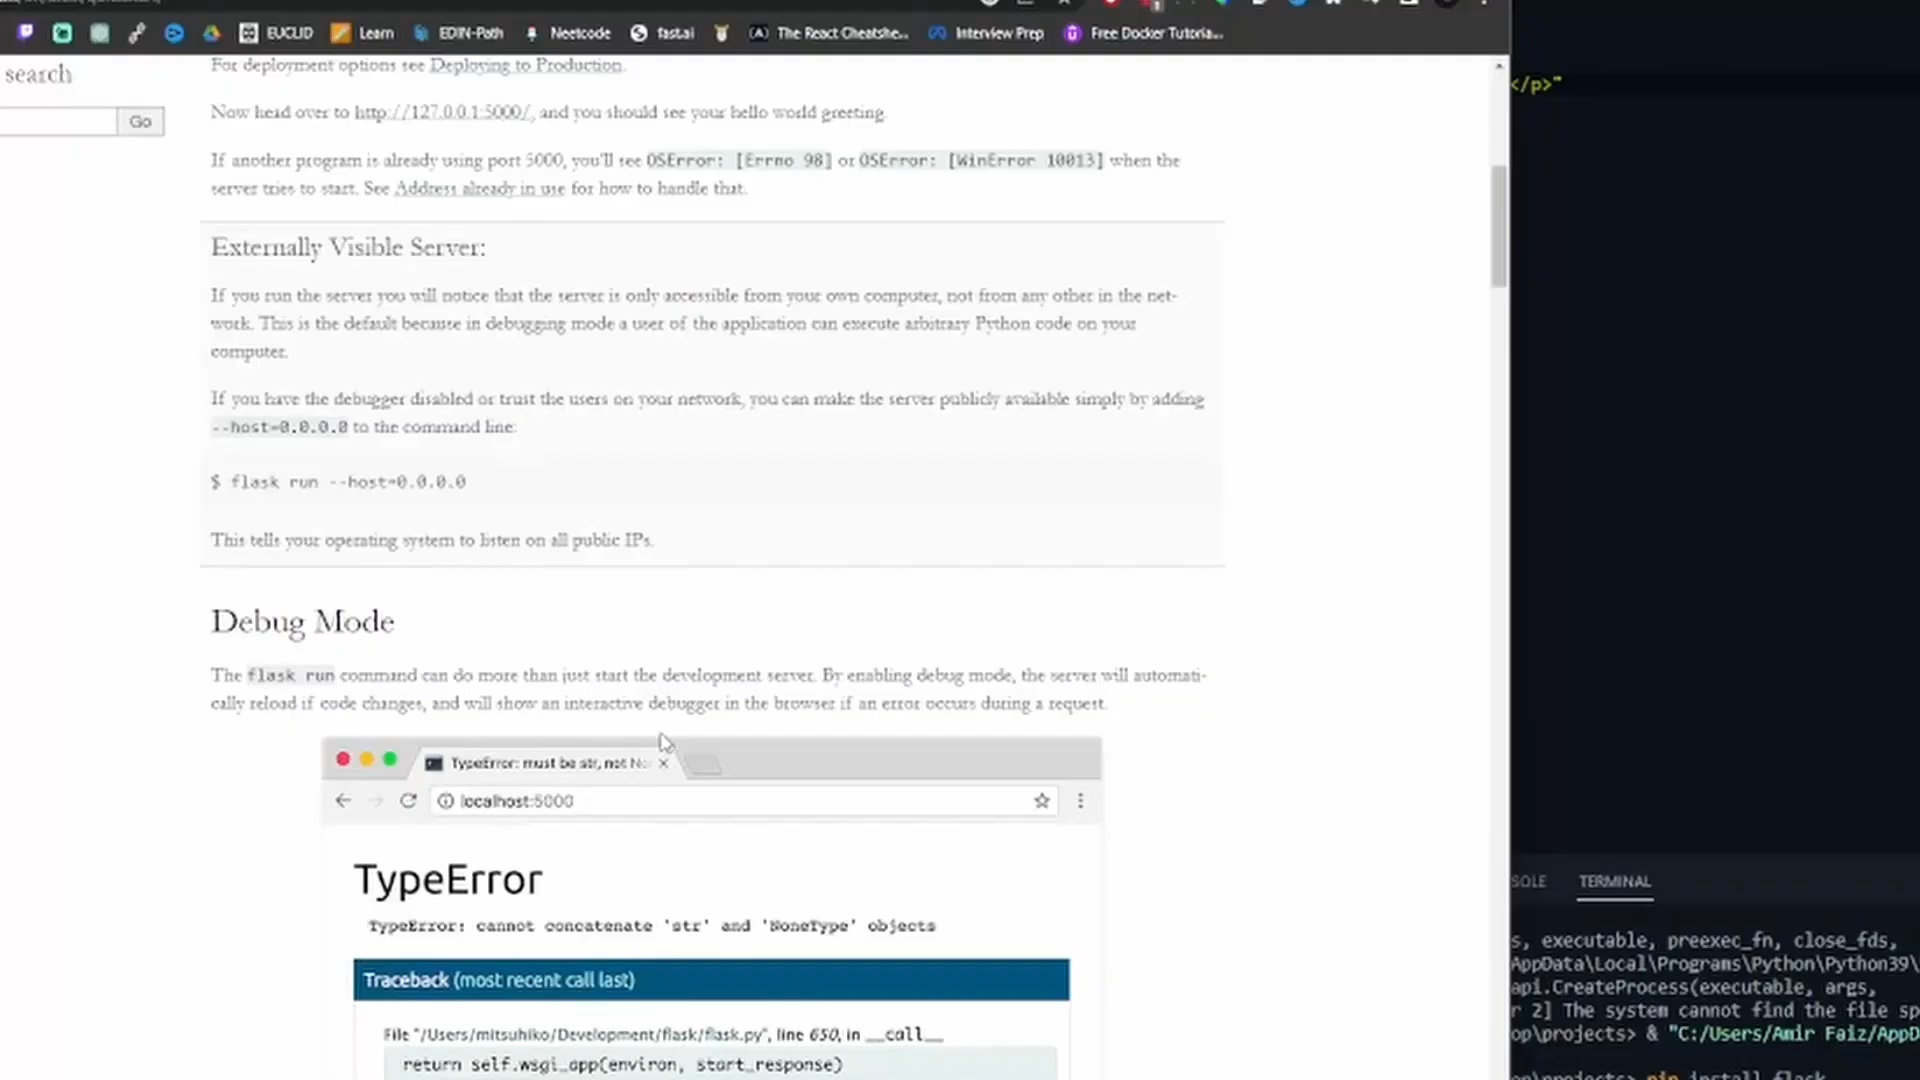 EUCLID Learn EDIN-Path Neetcode fast.ai The React Cheatshe... Interview Prep Free Docker Tutoria...
search
Go
For deployment options see Deploying to Production.
Now head over to http://127.0.0.1:5000/, and you should see your hello world greeting.
If another program is already using port 5000, you'll see OSError: [Errno 98] or OSError: [WinError 10013] when the
server tries to start. See Address already in use for how to handle that.
Externally Visible Server:
If you run the server you will notice that the server is only accessible from your own computer, not from any other in the net-
work. This is the default because in debugging mode a user of the application can execute arbitrary Python code on your
computer.
If you have the debugger disabled or trust the users on your network, you can make the server publicly available simply by adding
--host=0.0.0.0 to the command line:
$ flask run --host=0.0.0.0
This tells your operating system to listen on all public IPs.
Debug Mode
The flask run command can do more than just start the development server. By enabling debug mode, the server will automati-
cally reload if code changes, and will show an interactive debugger in the browser if an error occurs during a request.
TypeError: must be str, not No
localhost:5000
TypeError
TypeError: cannot concatenate 'str' and 'NoneType' objects
Traceback (most recent call last)
File "/Users/mitsuhiko/Development/flask/flask.py", line 650, in __call__
return self.wsgi_app(environ, start_response)
</p>"
SOLE TERMINAL
s, executable, preexec_fn, close_fds,
AppData\Local\Programs\Python\Python39\
api.CreateProcess(executable, args,
r 2] The system cannot find the file sp
op\projects> & "C:/Users/Amir Faiz/AppD
op\projects> pip install flask